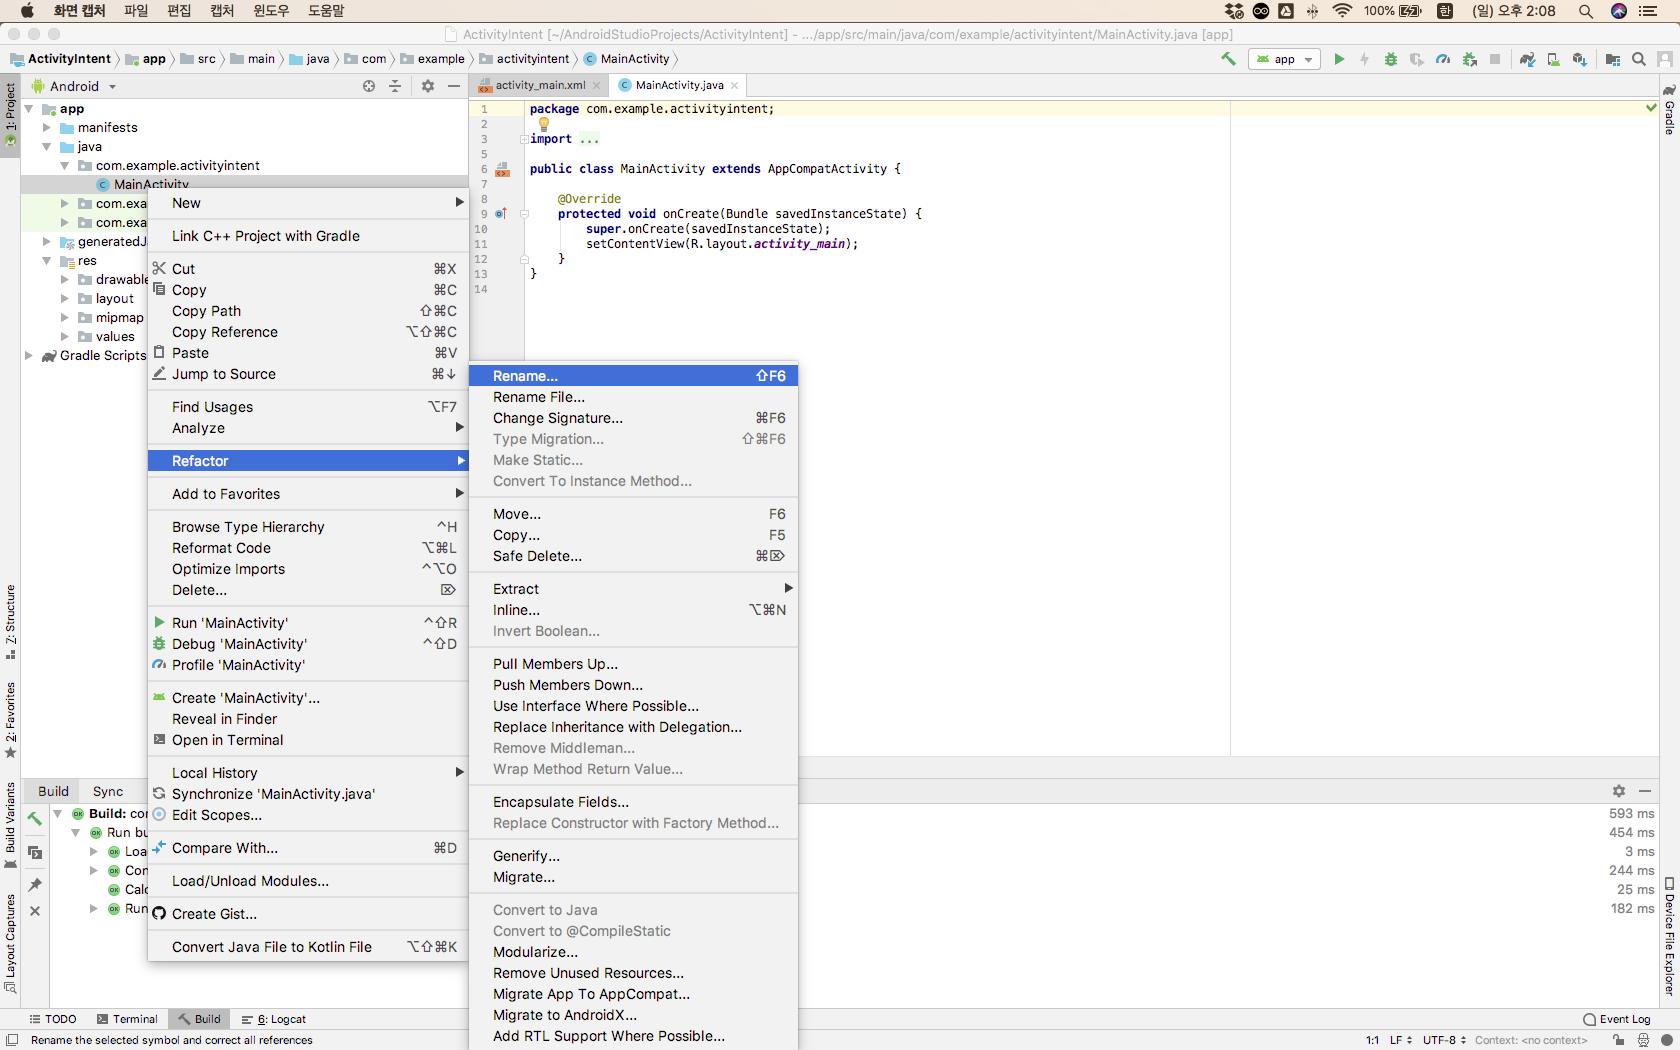 화면 캡처 파일 편집 캡처 윈도우 도움말 100% 한 (일) 오후 2:08
ActivityIntent [~/AndroidStudioProjects/ActivityIntent] - .../app/src/main/java/com/example/activityintent/MainActivity.java [app]
ActivityIntent app src main java com example activityintent MainActivity app
1: Project
Android
app
manifests
java
com.example.activityintent
MainActivity
com.exa
com.exa
generatedJ
res
drawable
layout
mipmap
values
Gradle Scripts
activity_main.xml MainActivity.java
1 package com.example.activityintent;
2
3 import ...
5
6 public class MainActivity extends AppCompatActivity {
7
8 @Override
9 protected void onCreate(Bundle savedInstanceState) {
10 super.onCreate(savedInstanceState);
11 setContentView(R.layout.activity_main);
12 }
13 }
14
Gradle
New
Link C++ Project with Gradle
Cut ⌘X
Copy ⌘C
Copy Path ⇧⌘C
Copy Reference ⌥⇧⌘C
Paste ⌘V
Jump to Source ⌘↓
Find Usages ⌥F7
Analyze
Refactor
Add to Favorites
Browse Type Hierarchy ^H
Reformat Code ⌥⌘L
Optimize Imports ^⌥O
Delete... ⌦
Run 'MainActivity' ^⇧R
Debug 'MainActivity' ^⇧D
Profile 'MainActivity'
Create 'MainActivity'...
Reveal in Finder
Open in Terminal
Local History
Synchronize 'MainActivity.java'
Edit Scopes...
Compare With... ⌘D
Load/Unload Modules...
Create Gist...
Convert Java File to Kotlin File ⌥⇧⌘K
Rename... ⇧F6
Rename File...
Change Signature... ⌘F6
Type Migration... ⇧⌘F6
Make Static...
Convert To Instance Method...
Move... F6
Copy... F5
Safe Delete... ⌘⌦
Extract
Inline... ⌥⌘N
Invert Boolean...
Pull Members Up...
Push Members Down...
Use Interface Where Possible...
Replace Inheritance with Delegation...
Remove Middleman...
Wrap Method Return Value...
Encapsulate Fields...
Replace Constructor with Factory Method...
Generify...
Migrate...
Convert to Java
Convert to @CompileStatic
Modularize...
Remove Unused Resources...
Migrate App To AppCompat...
Migrate to AndroidX...
Add RTL Support Where Possible...
7: Structure
2: Favorites
Build Variants
Layout Captures
Build Sync
Build: con
Run bu
Loa
Con
Calc
Run
593 ms
454 ms
3 ms
244 ms
25 ms
182 ms
Device File Explorer
TODO Terminal Build 6: Logcat Event Log
Rename the selected symbol and correct all references 1:1 LF UTF-8 Context: <no context>